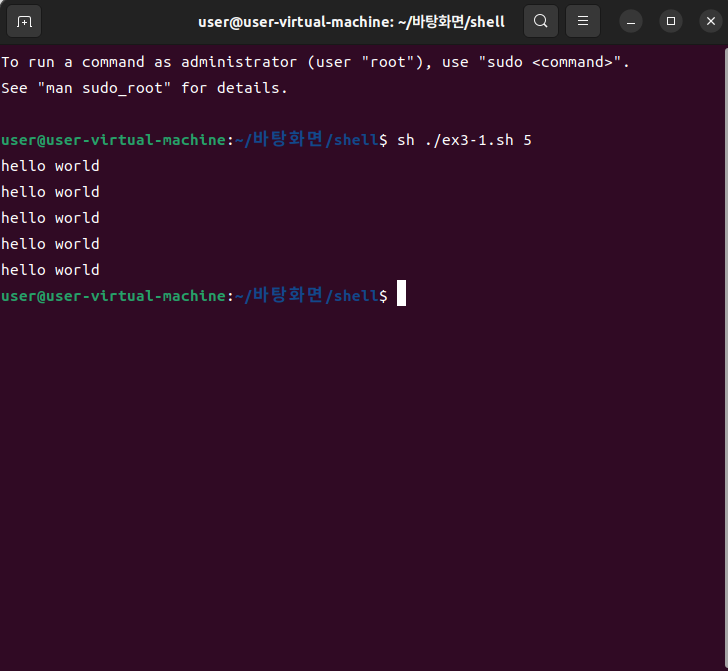 user@user-virtual-machine: ~/바탕화면/shell
To run a command as administrator (user "root"), use "sudo <command>".
See "man sudo_root" for details.
user@user-virtual-machine:~/바탕화면/shell$ sh ./ex3-1.sh 5
hello world
hello world
hello world
hello world
hello world
user@user-virtual-machine:~/바탕화면/shell$